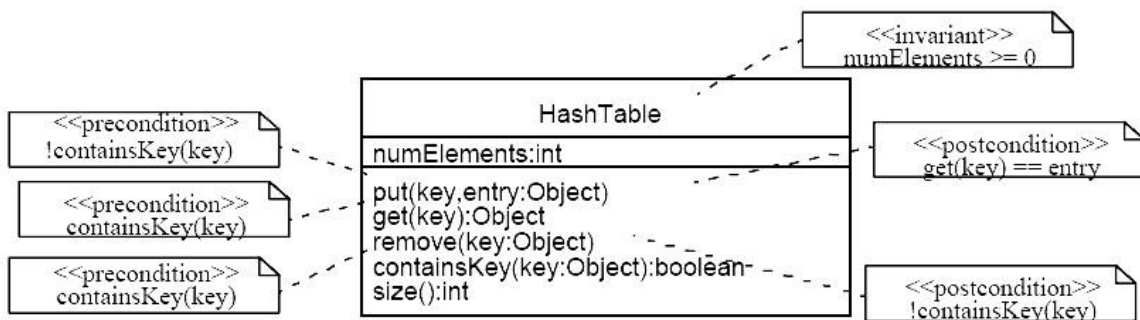 <<invariant>>
numElements >= 0
HashTable
<<precondition>>
!containsKey(key)
numElements:int
<<postcondition>>
get(key) == entry
put(key,entry:Object)
get(key):Object
remove(key:Object)
containsKey(key:Object):boolean
size():int
<<precondition>>
containsKey(key)
<<precondition>>
containsKey(key)
<<postcondition>>
!containsKey(key)